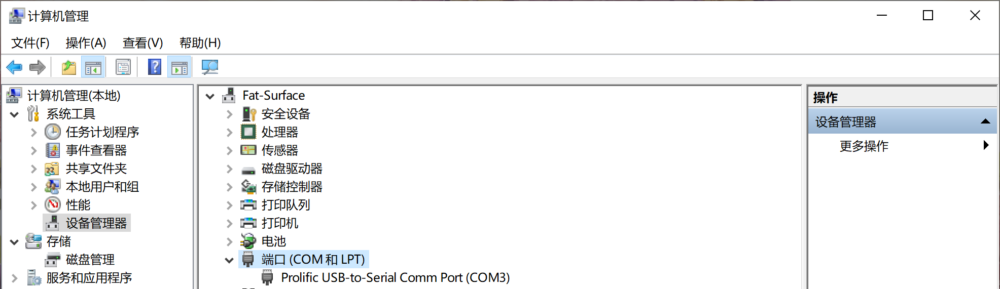 计算机管理
文件(F) 操作(A) 查看(V) 帮助(H)
计算机管理(本地)
系统工具
任务计划程序
事件查看器
共享文件夹
本地用户和组
性能
设备管理器
存储
磁盘管理
服务和应用程序
Fat-Surface
安全设备
处理器
传感器
磁盘驱动器
存储控制器
打印队列
打印机
电池
端口 (COM 和 LPT)
Prolific USB-to-Serial Comm Port (COM3)
操作
设备管理器
更多操作